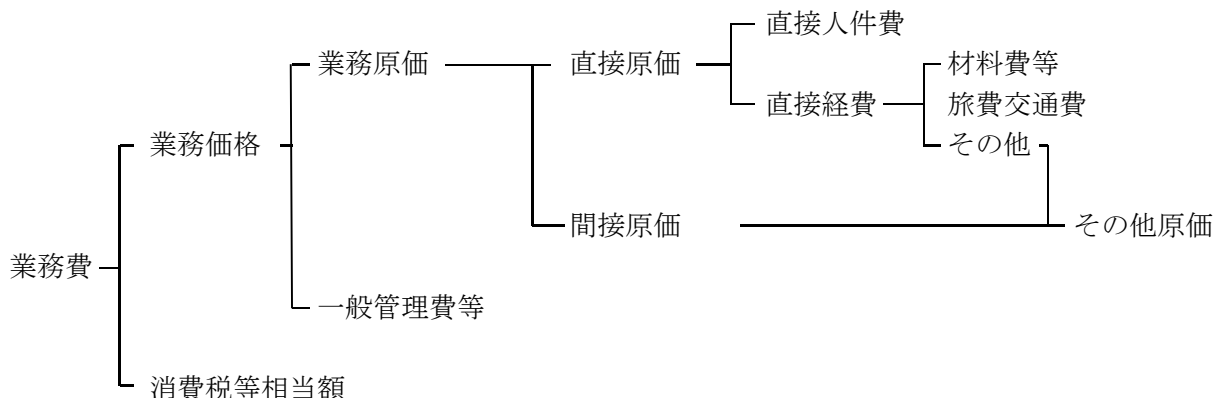 直接人件費
業務原価 直接原価 材料費等
直接経費 旅費交通費
業務価格 その他
間接原価 その他原価
業務費
一般管理費等
消費税等相当額